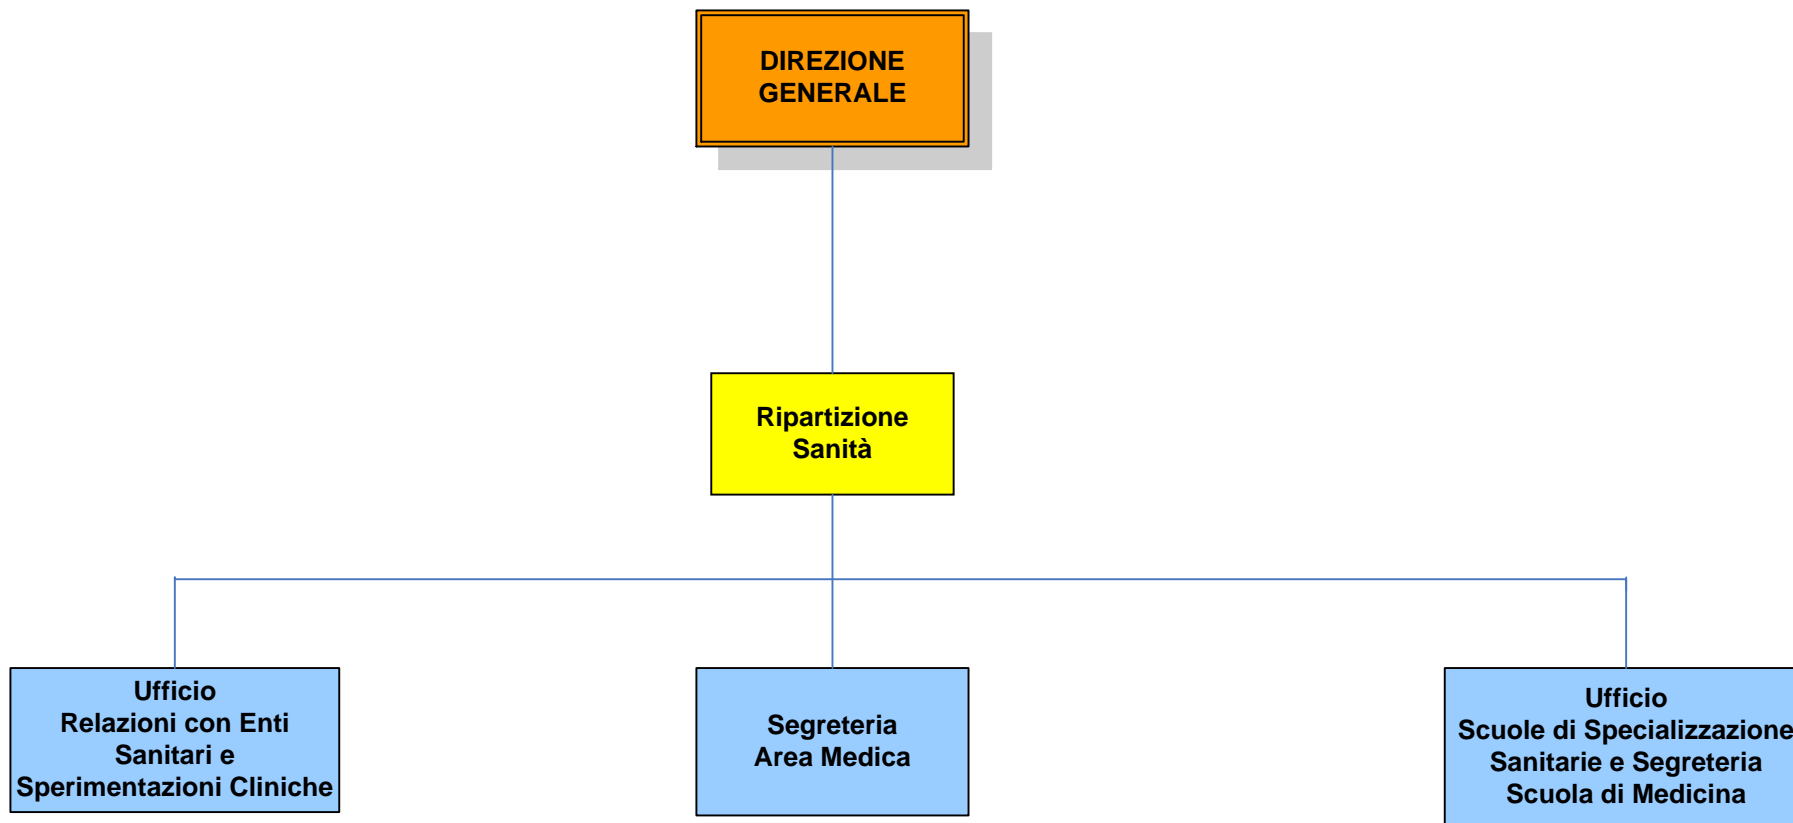 DIREZIONE
GENERALE
Ripartizione
Sanità
Ufficio
Relazioni con Enti
Sanitari e
Sperimentazioni Cliniche
Segreteria
Area Medica
Ufficio
Scuole di Specializzazione
Sanitarie e Segreteria
Scuola di Medicina